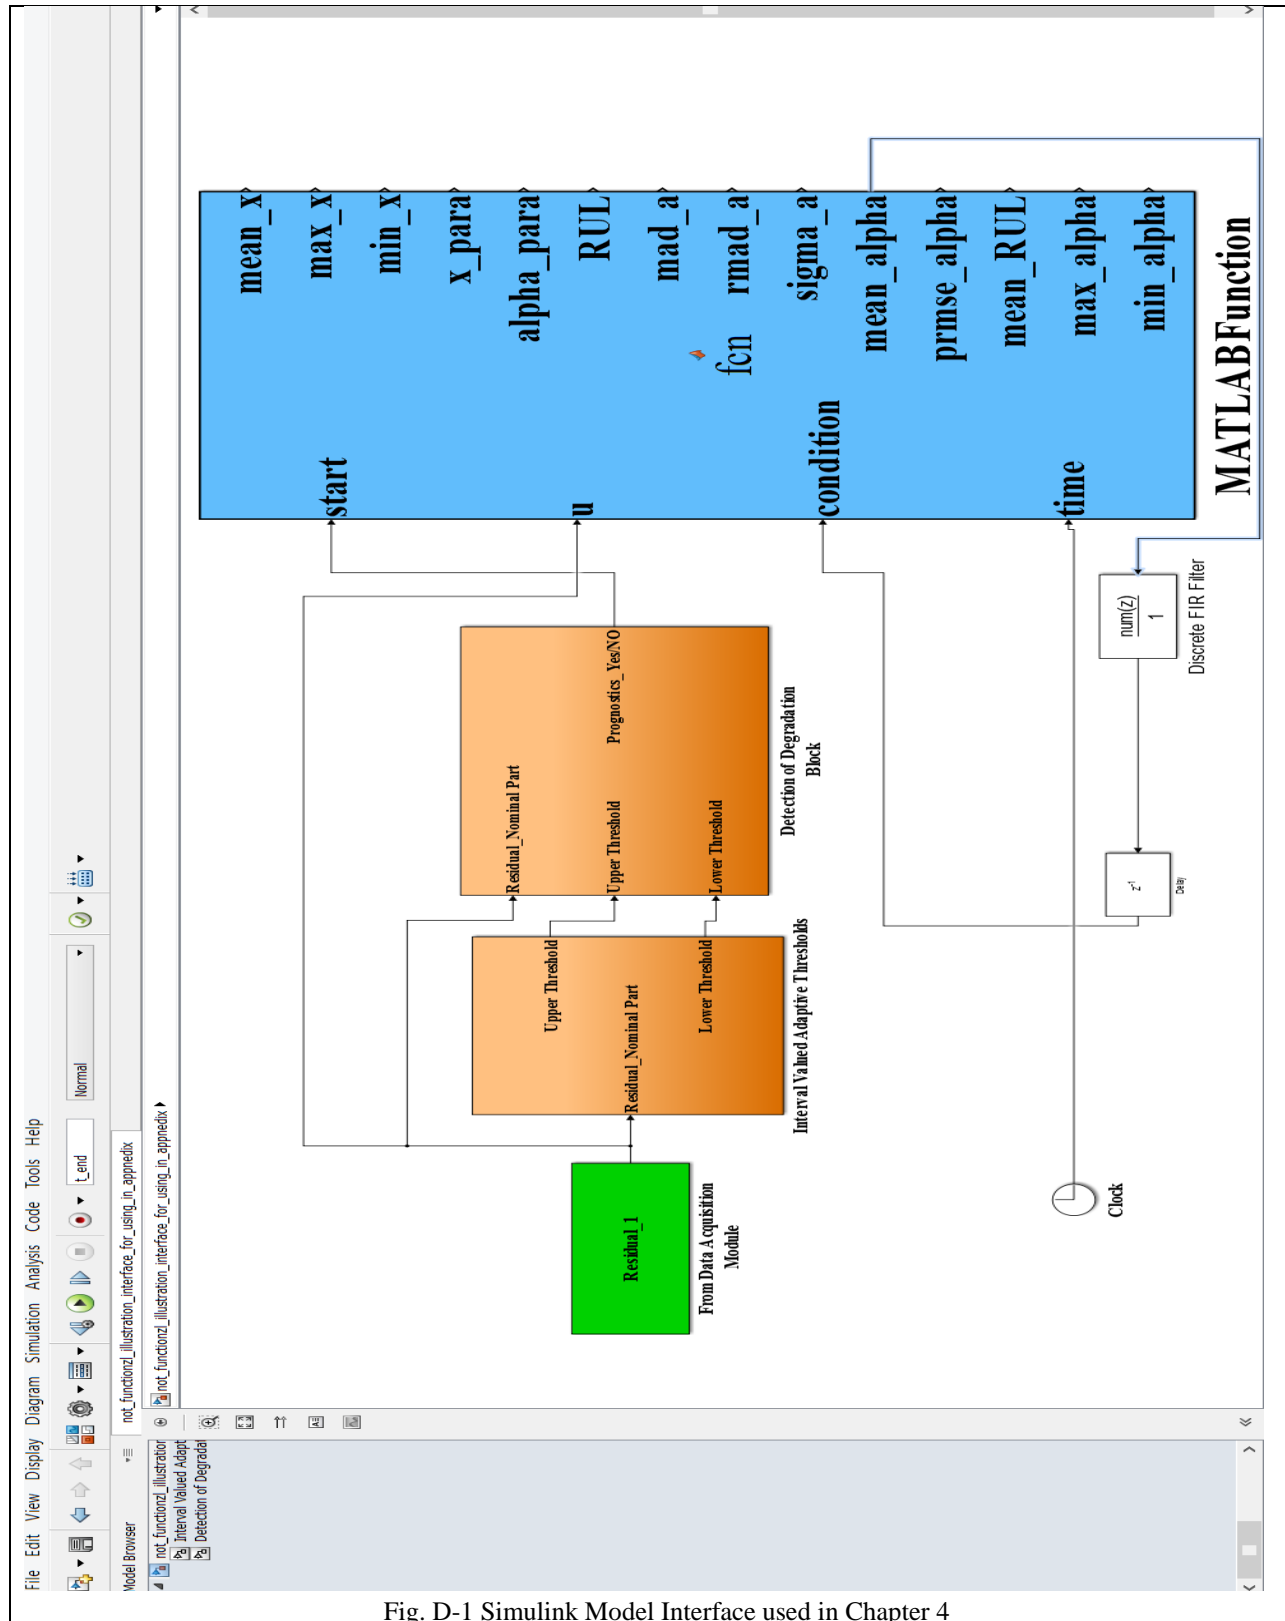 File Edit View Display Diagram Simulation Analysis Code Tools Help
t_end
Normal
Model Browser
not_functionzl_illustration_interface_for_using_in_appnedix
not_functionzl_illustration_interface_for_using_in_appnedix
not_functionzl_illustration
Interval Valued Adapt
Detection of Degradat
Residual_1
From Data Acquisition
Module
Residual_Nominal Part
Upper Threshold
Lower Threshold
Interval Valued Adaptive Thresholds
Residual_Nominal Part
Upper Threshold
Lower Threshold
Prognostics_Yes/NO
Detection of Degradation
Block
Clock
z-1
Delay
num(z)
1
Discrete FIR Filter
start
u
condition
time
fcn
mean_x
max_x
min_x
x_para
alpha_para
RUL
mad_a
rmad_a
sigma_a
mean_alpha
prmse_alpha
mean_RUL
max_alpha
min_alpha
MATLABFunction
Fig. D-1 Simulink Model Interface used in Chapter 4